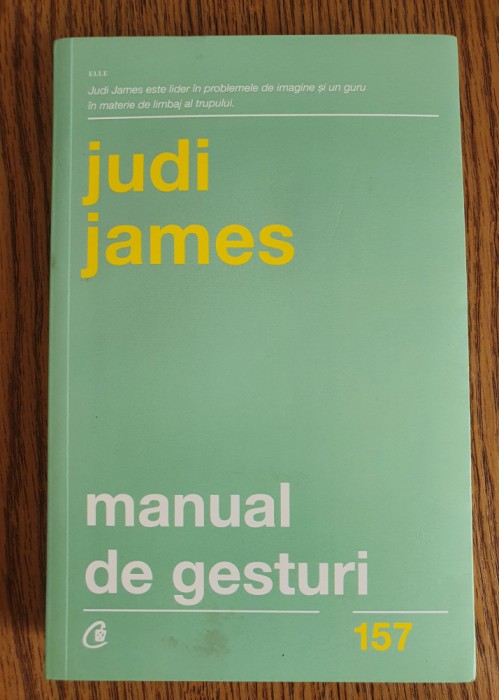 ELLE
Judi James este lider în problemele de imagine și un guru
în materie de limbaj al trupului.
judi
james
manual
de gesturi
157